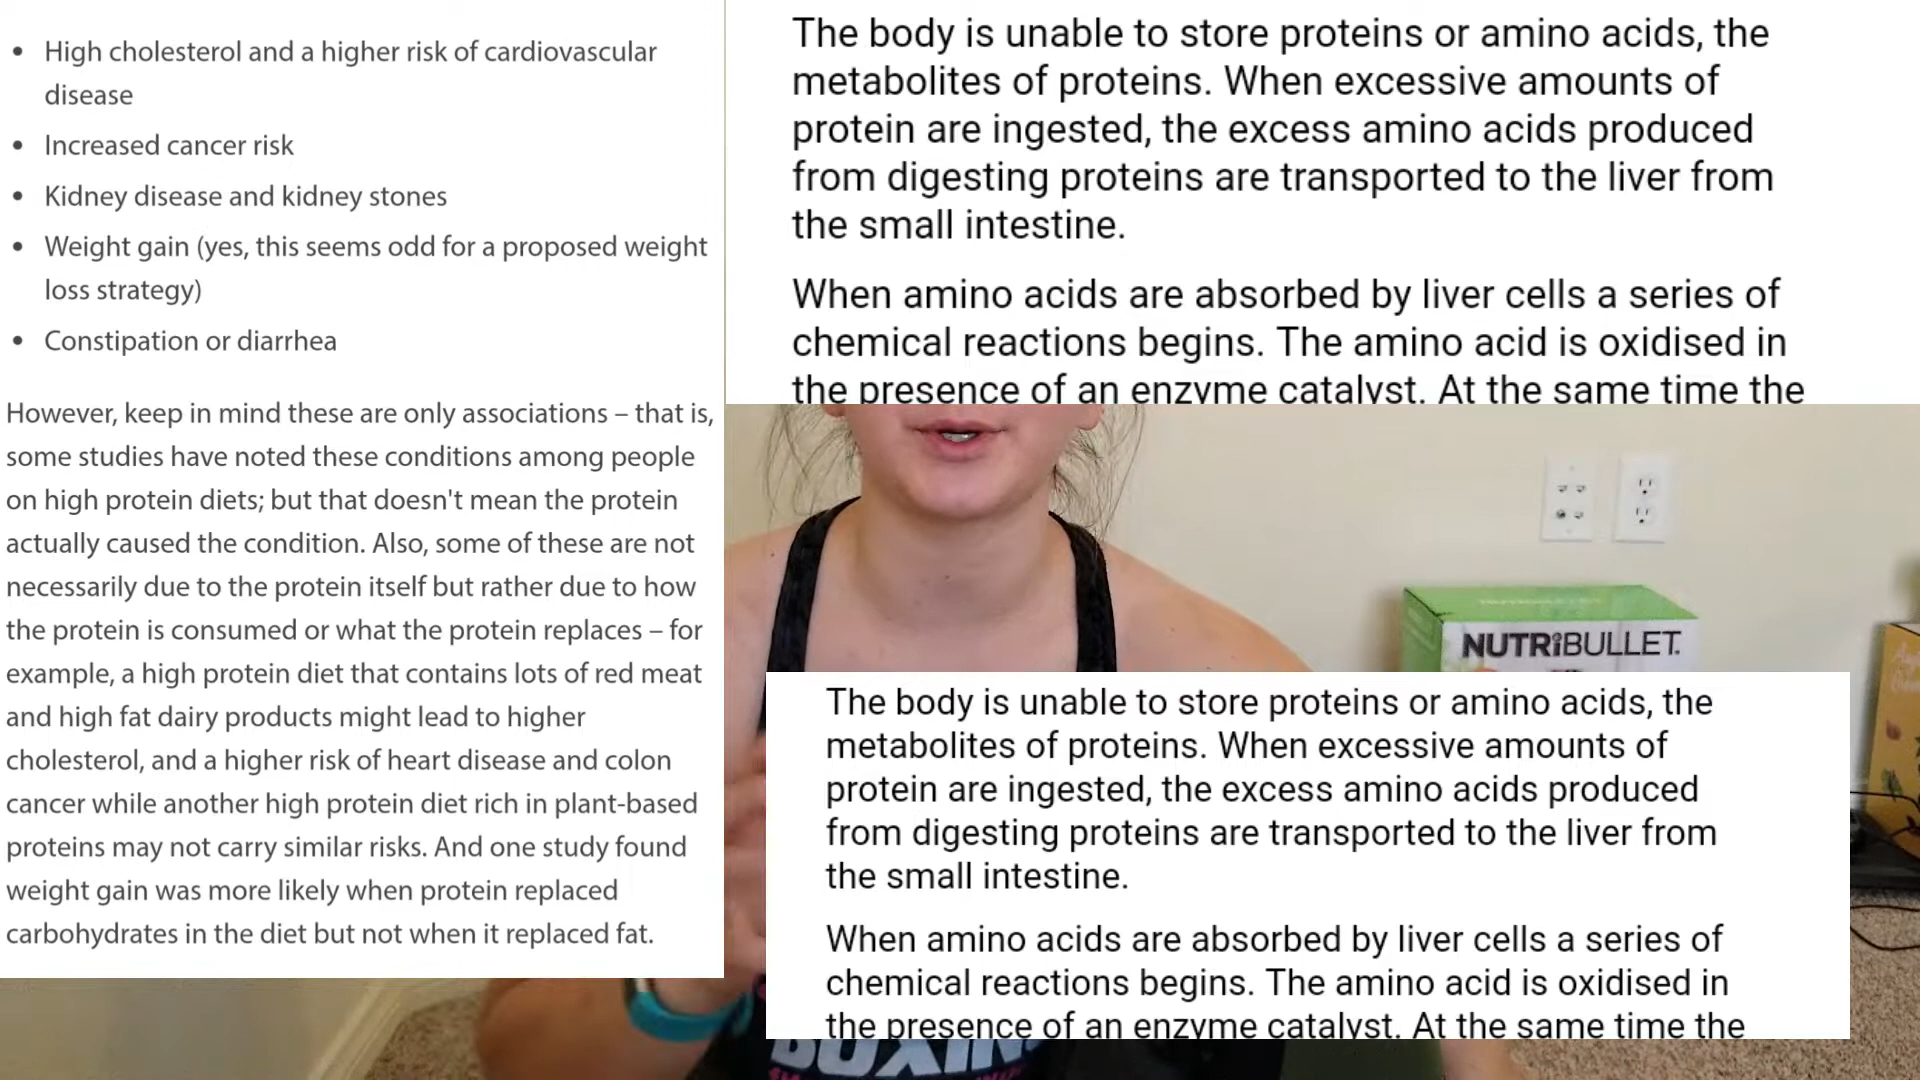 • High cholesterol and a higher risk of cardiovascular
disease
• Increased cancer risk
• Kidney disease and kidney stones
• Weight gain (yes, this seems odd for a proposed weight
loss strategy)
• Constipation or diarrhea
However, keep in mind these are only associations – that is,
some studies have noted these conditions among people
on high protein diets; but that doesn't mean the protein
actually caused the condition. Also, some of these are not
necessarily due to the protein itself but rather due to how
the protein is consumed or what the protein replaces – for
example, a high protein diet that contains lots of red meat
and high fat dairy products might lead to higher
cholesterol, and a higher risk of heart disease and colon
cancer while another high protein diet rich in plant-based
proteins may not carry similar risks. And one study found
weight gain was more likely when protein replaced
carbohydrates in the diet but not when it replaced fat.
The body is unable to store proteins or amino acids, the
metabolites of proteins. When excessive amounts of
protein are ingested, the excess amino acids produced
from digesting proteins are transported to the liver from
the small intestine.
When amino acids are absorbed by liver cells a series of
chemical reactions begins. The amino acid is oxidised in
the presence of an enzyme catalyst. At the same time the
NUTRiBULLET.
The body is unable to store proteins or amino acids, the
metabolites of proteins. When excessive amounts of
protein are ingested, the excess amino acids produced
from digesting proteins are transported to the liver from
the small intestine.
When amino acids are absorbed by liver cells a series of
chemical reactions begins. The amino acid is oxidised in
the presence of an enzyme catalyst. At the same time the
BOXING